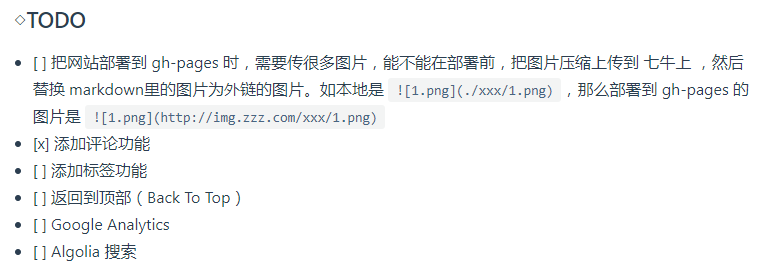 ◇TODO
[ ] 把网站部署到 gh-pages 时，需要传很多图片，能不能在部署前，把图片压缩上传到 七牛上 ，然后
替换 markdown里的图片为外链的图片。如本地是 ![1.png](./xxx/1.png) ，那么部署到 gh-pages 的
图片是 ![1.png](http://img.zzz.com/xxx/1.png)
[x] 添加评论功能
[ ] 添加标签功能
[ ] 返回到顶部（Back To Top）
[ ] Google Analytics
[ ] Algolia 搜索